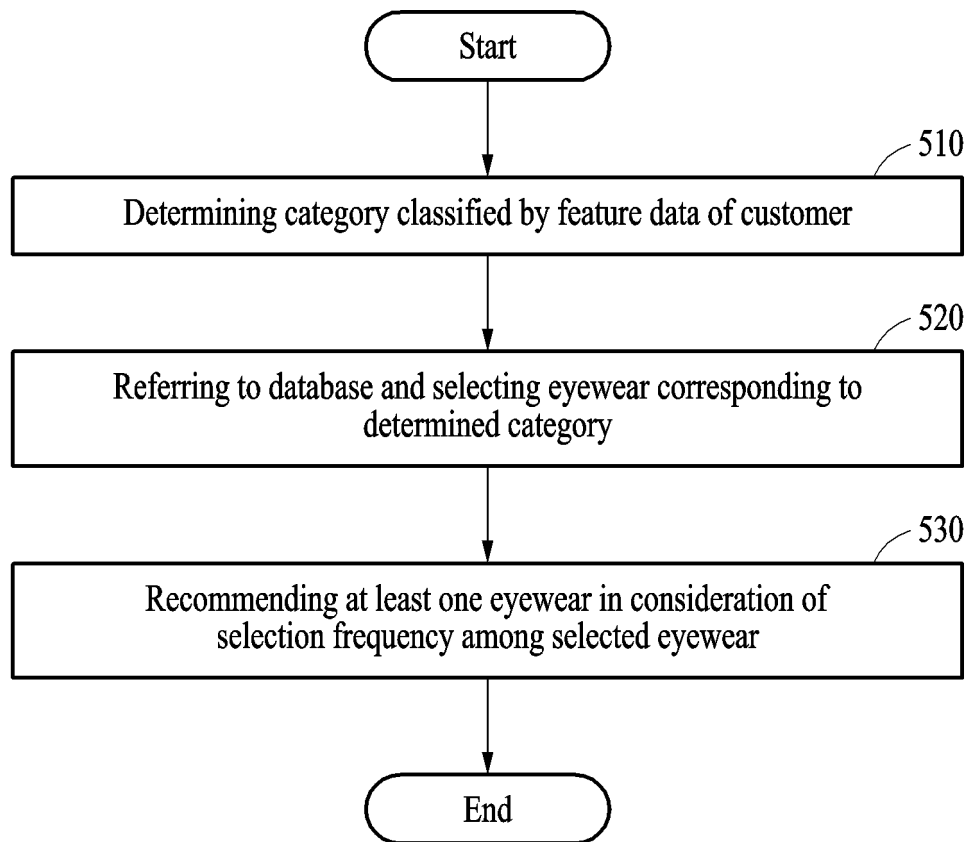 Start
510
Determining category classified by feature data of customer
520
Referring to database and selecting eyewear corresponding to
determined category
530
Recommending at least one eyewear in consideration of
selection frequency among selected eyewear
End